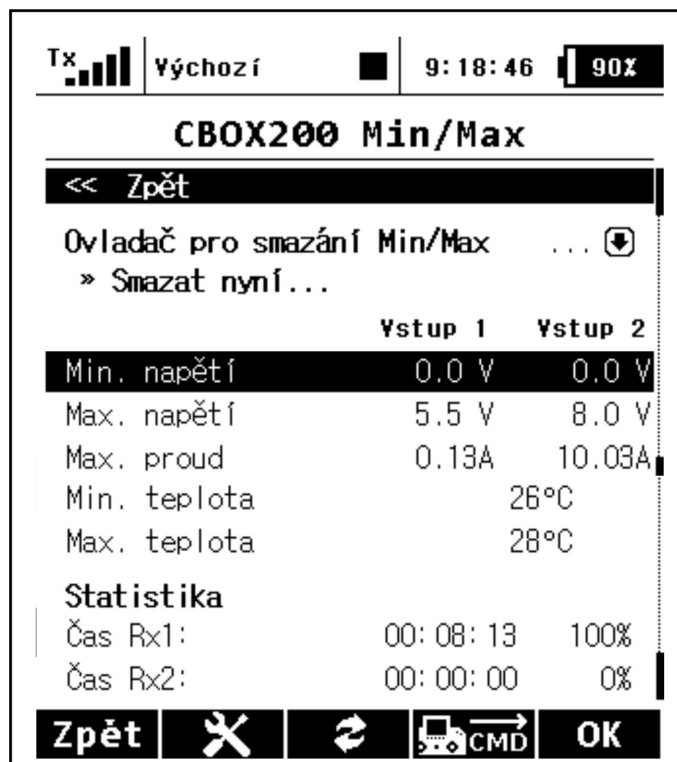 Tx Výchozí 9:18:46 90%
CBOX200 Min/Max
<< Zpět
Ovladač pro smazání Min/Max ...
» Smazat nyní...
Vstup 1 Vstup 2
Min. napětí 0.0 V 0.0 V
Max. napětí 5.5 V 8.0 V
Max. proud 0.13A 10.03A
Min. teplota 26°C
Max. teplota 28°C
Statistika
Čas Rx1: 00:08:13 100%
Čas Rx2: 00:00:00 0%
Zpět CMD OK